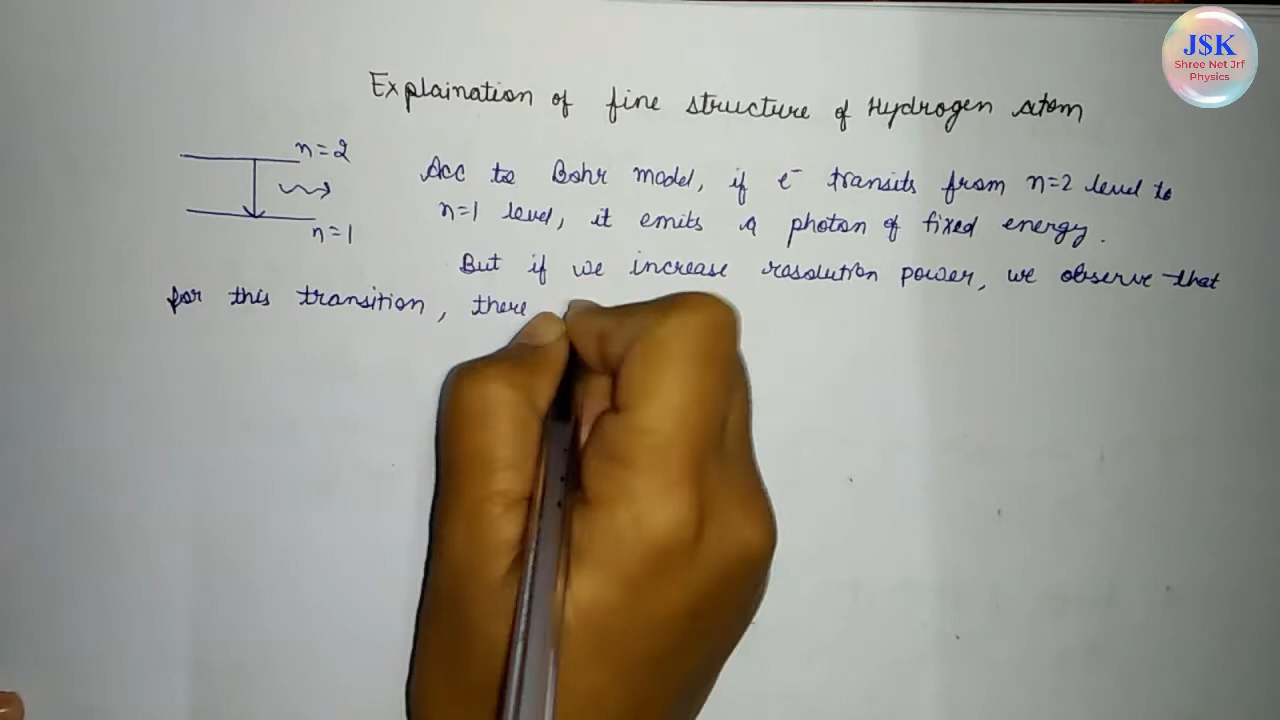 J$K
Shree Net Jrf
Physics
Explaination of fine structure of Hydrogen atom
n=2
n=1
Acc to Bohr model, if e⁻ transits from n=2 level to
n=1 level, it emits a photon of fixed energy.
But if we increase resolution power, we observe that
for this transition, there